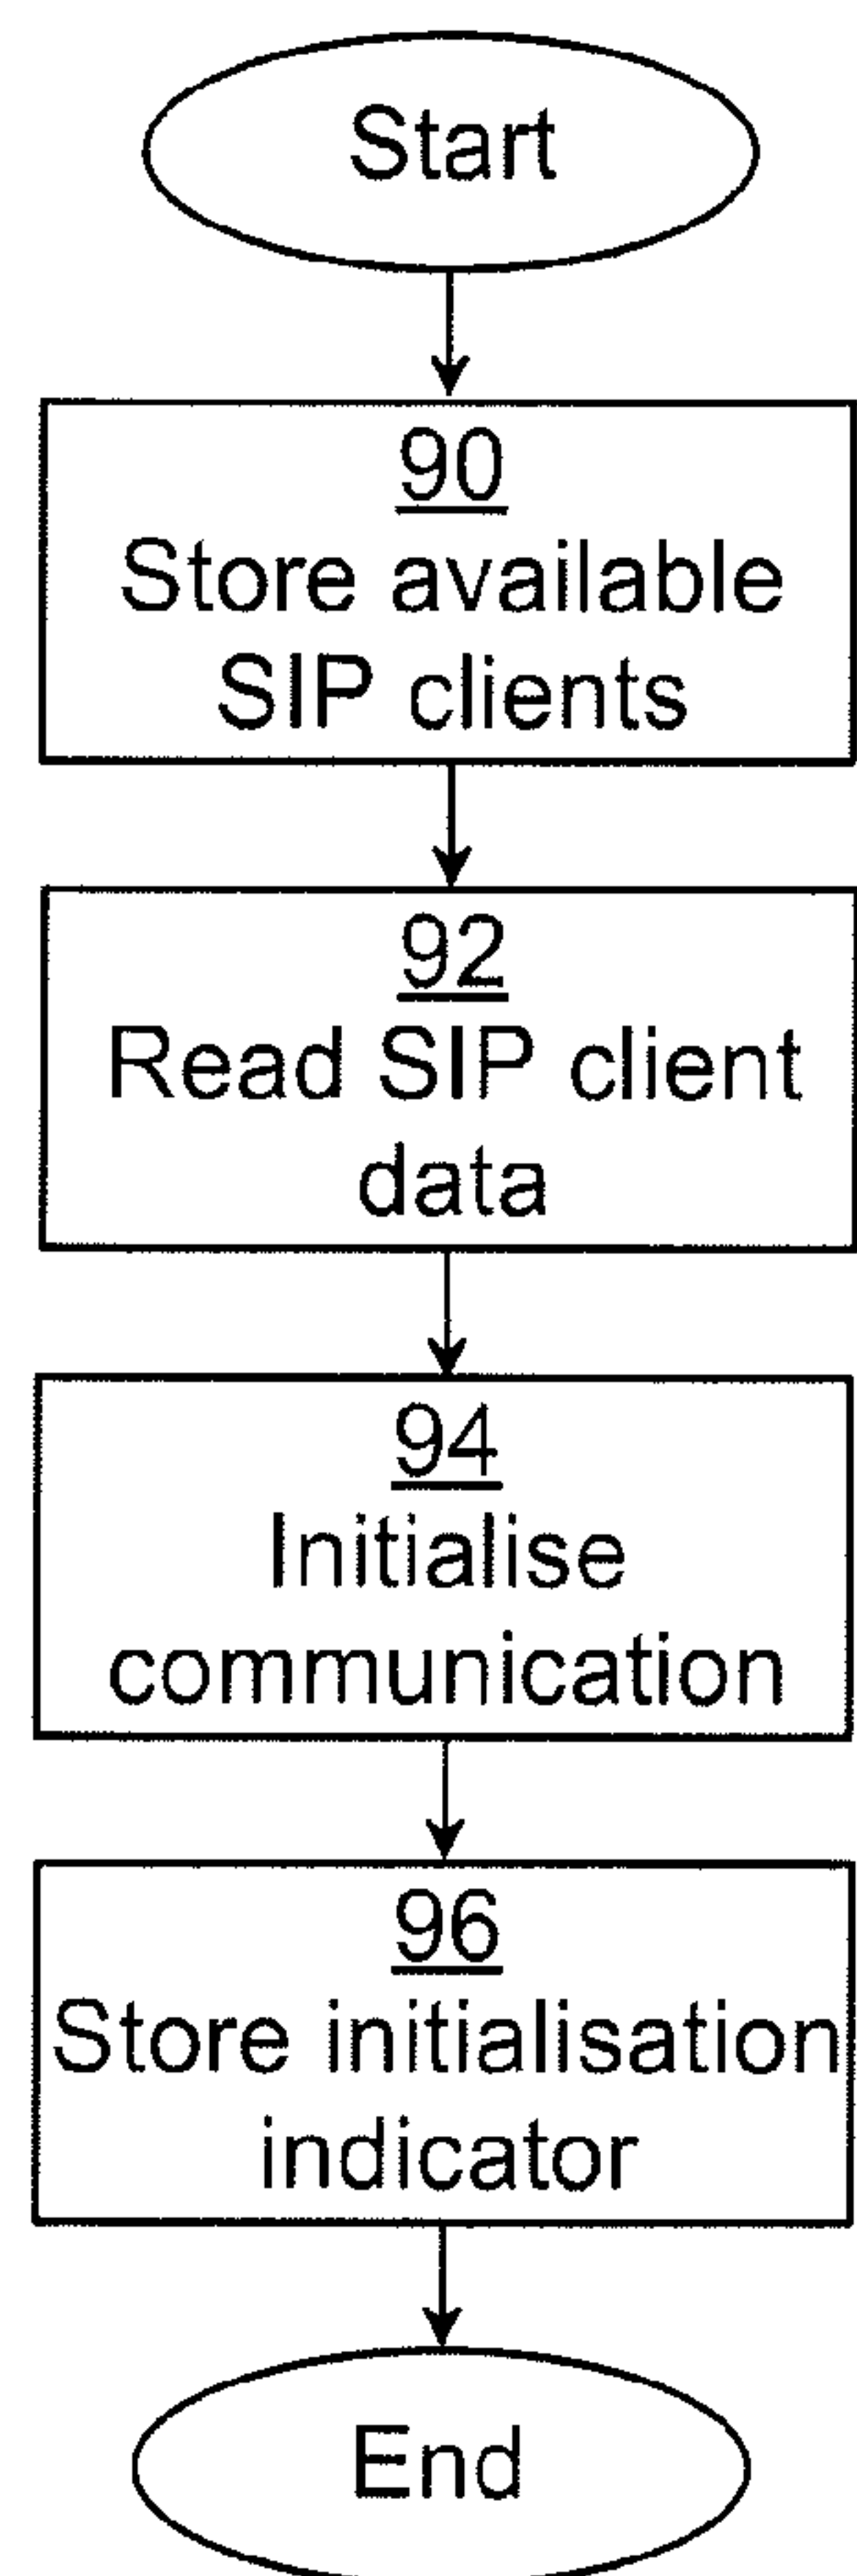 Start
90
Store available
SIP clients
92
Read SIP client
data
94
Initialise
communication
96
Store initialisation
indicator
End